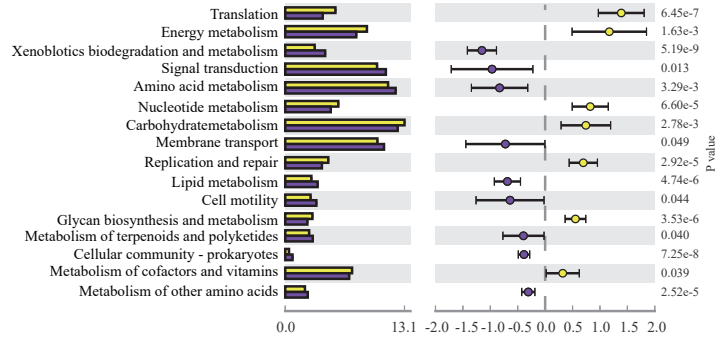 Translation 6.45e-7
Energy metabolism 1.63e-3
Xenoblotics biodegradation and metabolism 5.19e-9
Signal transduction 0.013
Amino acid metabolism 3.29e-3
Nucleotide metabolism 6.60e-5
Carbohydratemetabolism 2.78e-3
Membrane transport 0.049
Replication and repair 2.92e-5
Lipid metabolism 4.74e-6
Cell motility 0.044
Glycan biosynthesis and metabolism 3.53e-6
Metabolism of terpenoids and polyketides 0.040
Cellular community - prokaryotes 7.25e-8
Metabolism of cofactors and vitamins 0.039
Metabolism of other amino acids 2.52e-5
P value
0.0 13.1 -2.0 -1.5 -1.0 -0.5 0.0 0.5 1.0 1.5 2.0